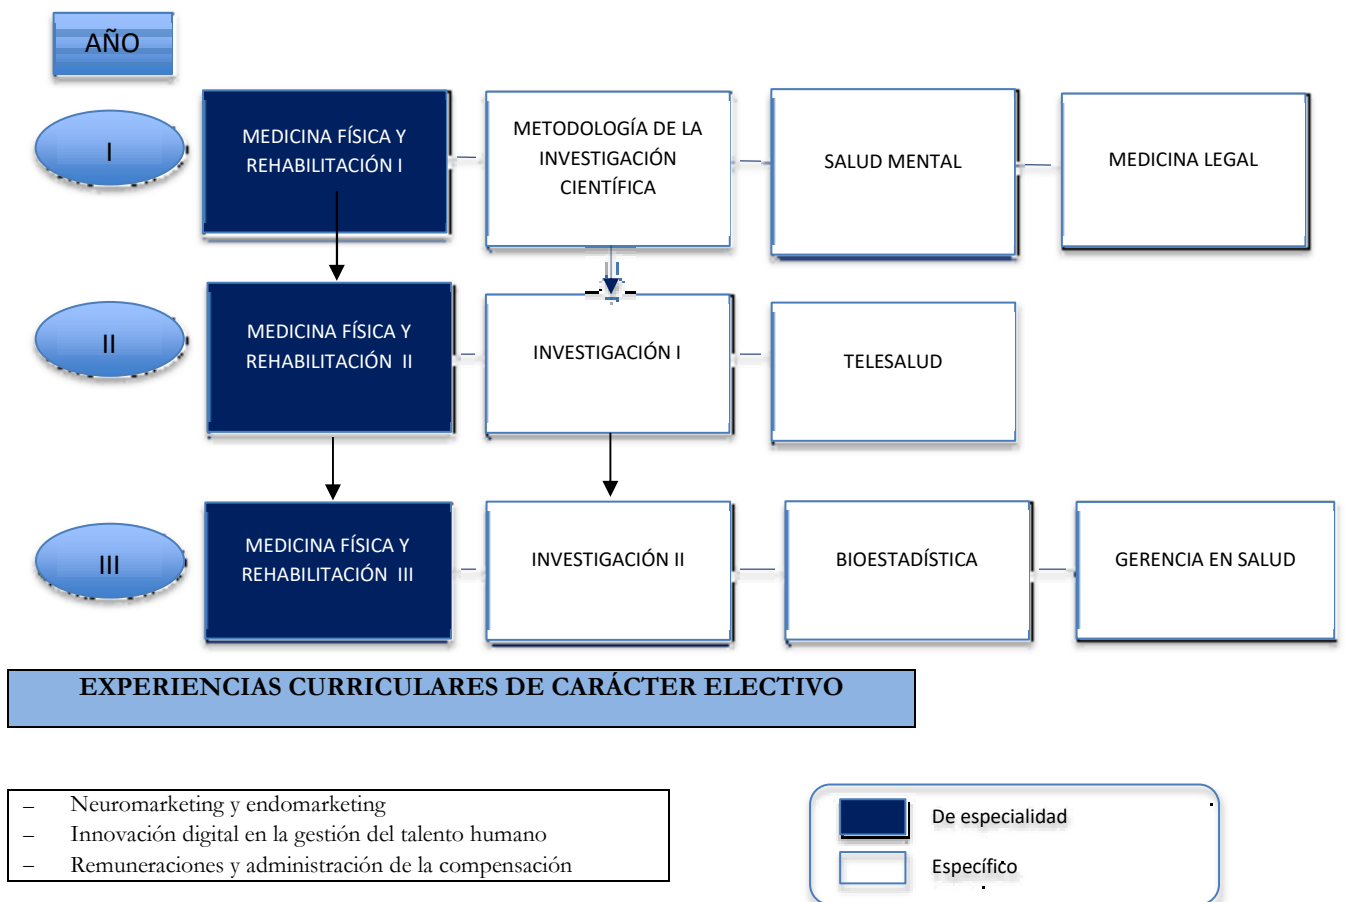 AÑO
I
MEDICINA FÍSICA Y
REHABILITACIÓN I
METODOLOGÍA DE LA
INVESTIGACIÓN
CIENTÍFICA
SALUD MENTAL
MEDICINA LEGAL
II
MEDICINA FÍSICA Y
REHABILITACIÓN II
INVESTIGACIÓN I
TELESALUD
III
MEDICINA FÍSICA Y
REHABILITACIÓN III
INVESTIGACIÓN II
BIOESTADÍSTICA
GERENCIA EN SALUD
EXPERIENCIAS CURRICULARES DE CARÁCTER ELECTIVO
– Neuromarketing y endomarketing
– Innovación digital en la gestión del talento humano
– Remuneraciones y administración de la compensación
De especialidad
Específico